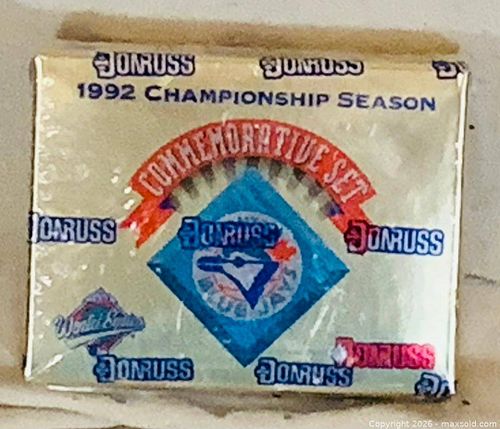 DONRUSS DONRUSS D
1992 CHAMPIONSHIP SEASON
COMMEMORATIVE SET
DONRUSS DONRUSS DONRUSS
BLUE JAYS
World Series
DONRUSS
DONRUSS DONRUSS D
Copyright 2026 - maxsold.com